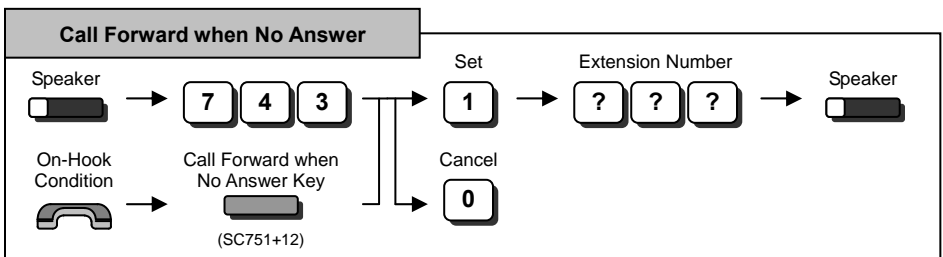 Call Forward when No Answer
Speaker
7 4 3
Set
1
Extension Number
? ? ?
Speaker
On-Hook
Condition
Call Forward when
No Answer Key
(SC751+12)
Cancel
0